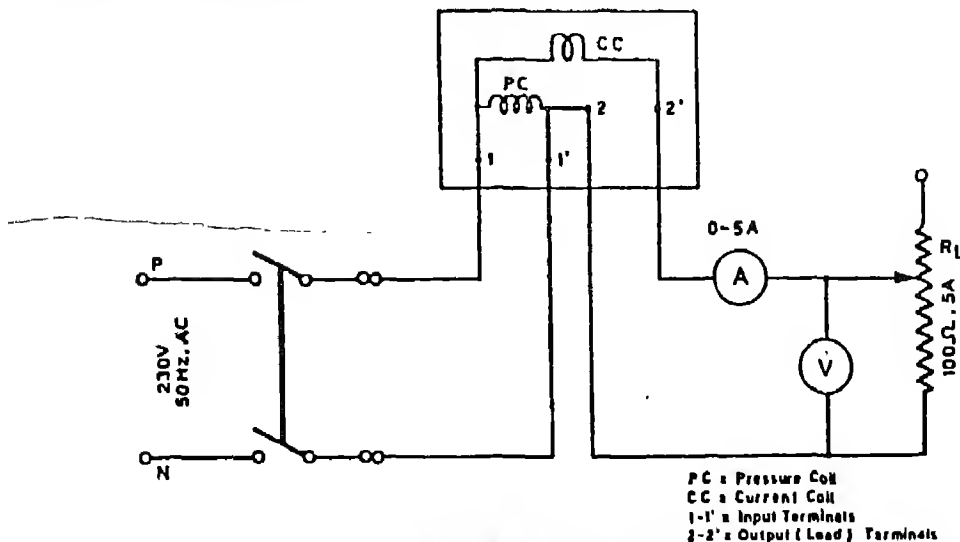 CC
PC
2
2'
1
1'
0-5A
R_L
P
A
230V
50HZ.AC
V
100Ω.5A
N
PC = Pressure Coil
CC = Current Coil
1-1' = Input Terminals
2-2' = Output ( Load ) Terminals